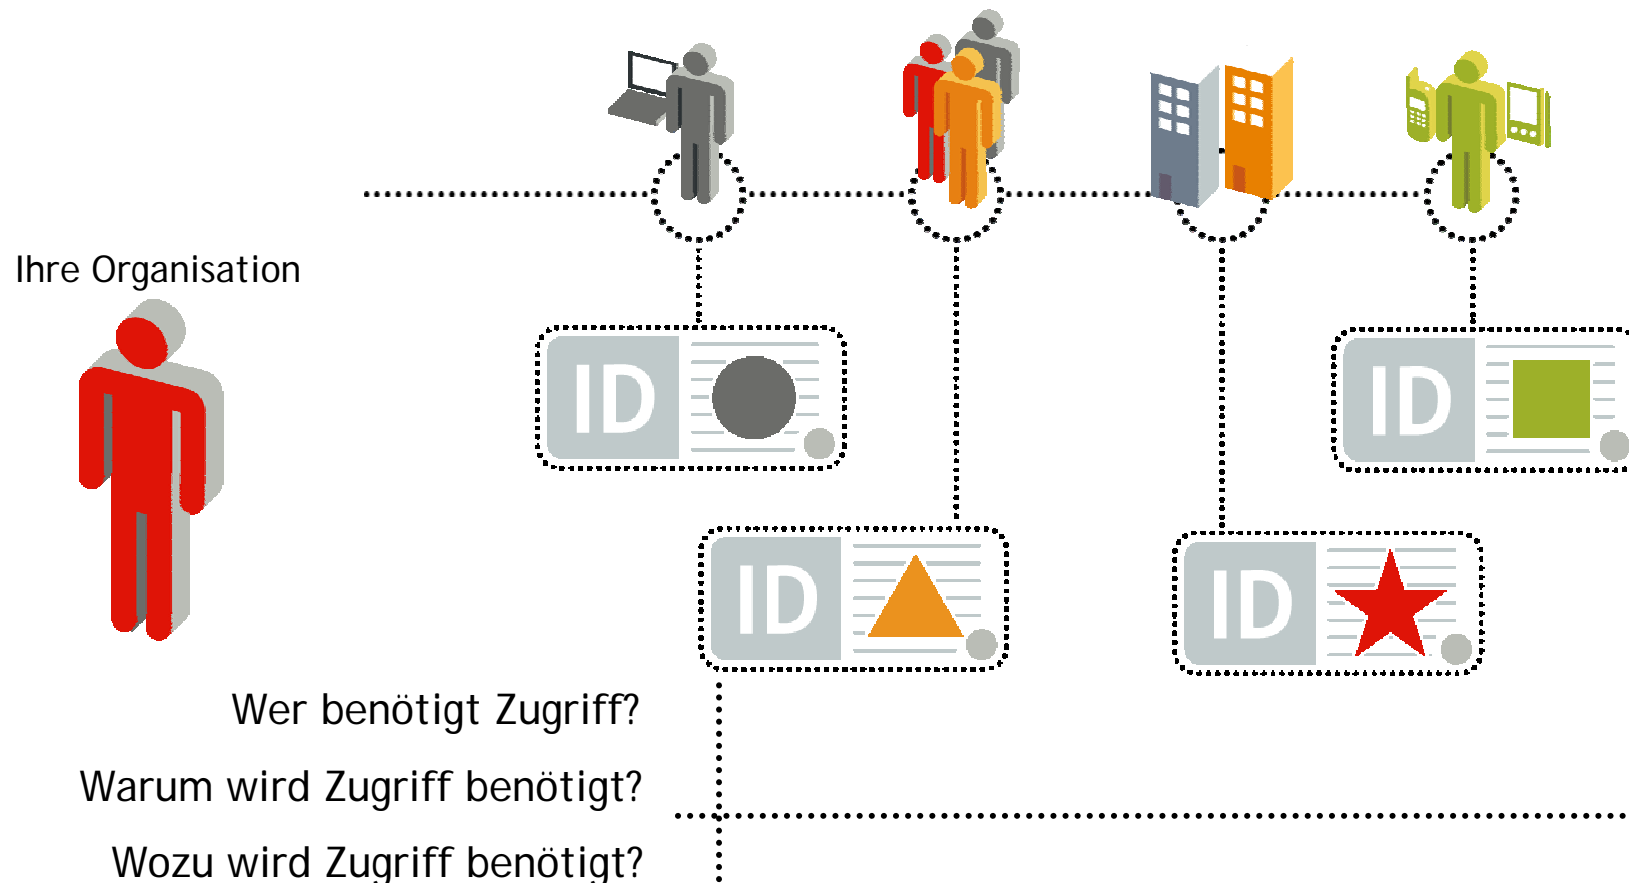 Ihre Organisation
ID
ID
ID
ID
Wer benötigt Zugriff?
Warum wird Zugriff benötigt?
Wozu wird Zugriff benötigt?